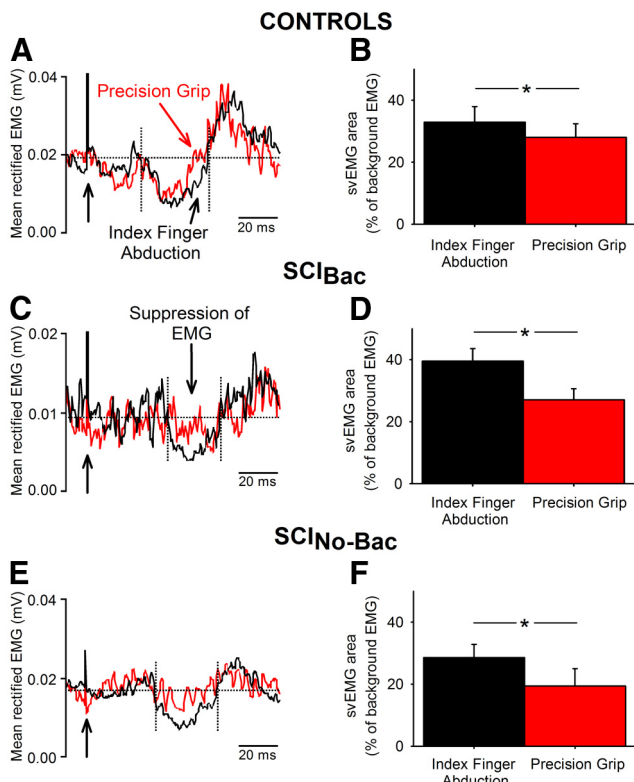 CONTROLS
A
Mean rectified EMG (mV)
0.04
0.02
0.00
Precision Grip
Index Finger
Abduction
20 ms
B
svEMG area
(% of background EMG)
40
20
0
*
Index Finger
Abduction
Precision Grip
SCIBac
C
Mean rectified EMG (mV)
0.02
0.01
0.00
Suppression of
EMG
20 ms
D
svEMG area
(% of background EMG)
40
20
0
*
Index Finger
Abduction
Precision Grip
SCINo-Bac
E
Mean rectified EMG (mV)
0.04
0.02
0.00
20 ms
F
svEMG area
(% of background EMG)
40
20
0
*
Index Finger
Abduction
Precision Grip